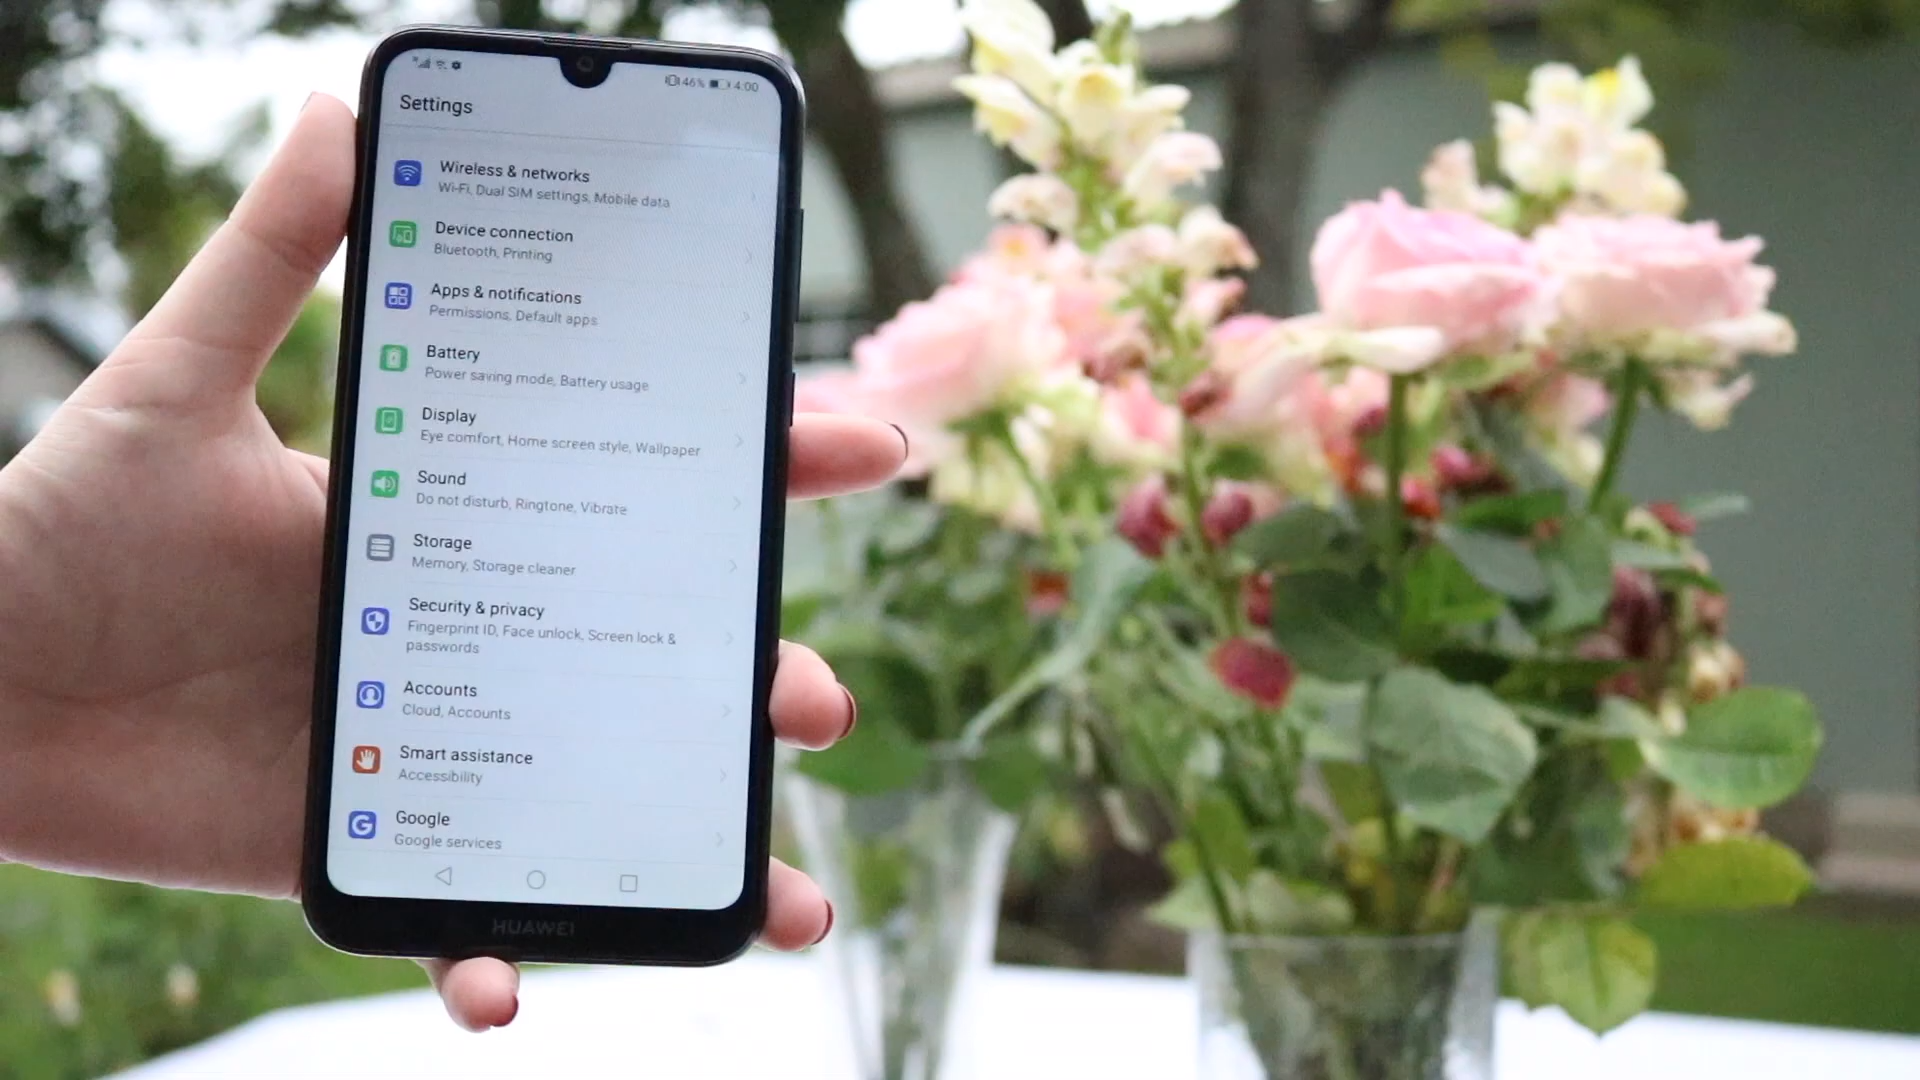 46% 4:00
Settings
Wireless & networks
Wi-Fi, Dual SIM settings, Mobile data
Device connection
Bluetooth, Printing
Apps & notifications
Permissions, Default apps
Battery
Power saving mode, Battery usage
Display
Eye comfort, Home screen style, Wallpaper
Sound
Do not disturb, Ringtone, Vibrate
Storage
Memory, Storage cleaner
Security & privacy
Fingerprint ID, Face unlock, Screen lock &
passwords
Accounts
Cloud, Accounts
Smart assistance
Accessibility
Google
Google services
HUAWEI